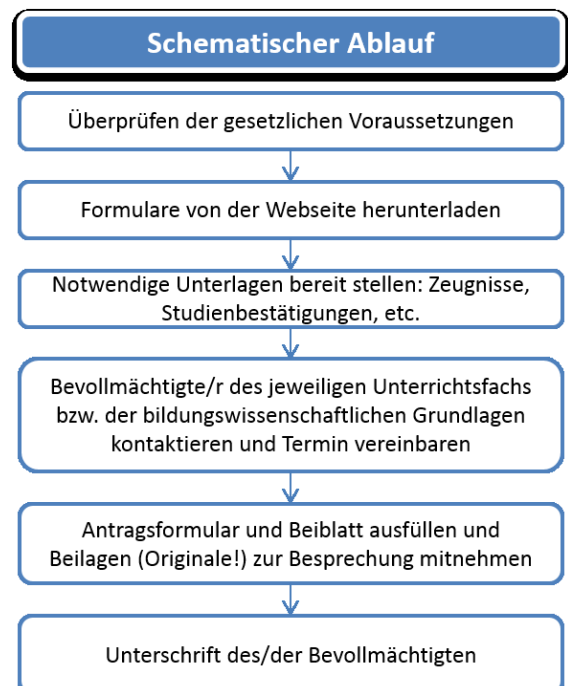 Schematischer Ablauf
Überprüfen der gesetzlichen Voraussetzungen
Formulare von der Webseite herunterladen
Notwendige Unterlagen bereit stellen: Zeugnisse,
Studienbestätigungen, etc.
Bevollmächtigte/r des jeweiligen Unterrichtsfachs
bzw. der bildungswissenschaftlichen Grundlagen
kontaktieren und Termin vereinbaren
Antragsformular und Beiblatt ausfüllen und
Beilagen (Originale!) zur Besprechung mitnehmen
Unterschrift des/der Bevollmächtigten